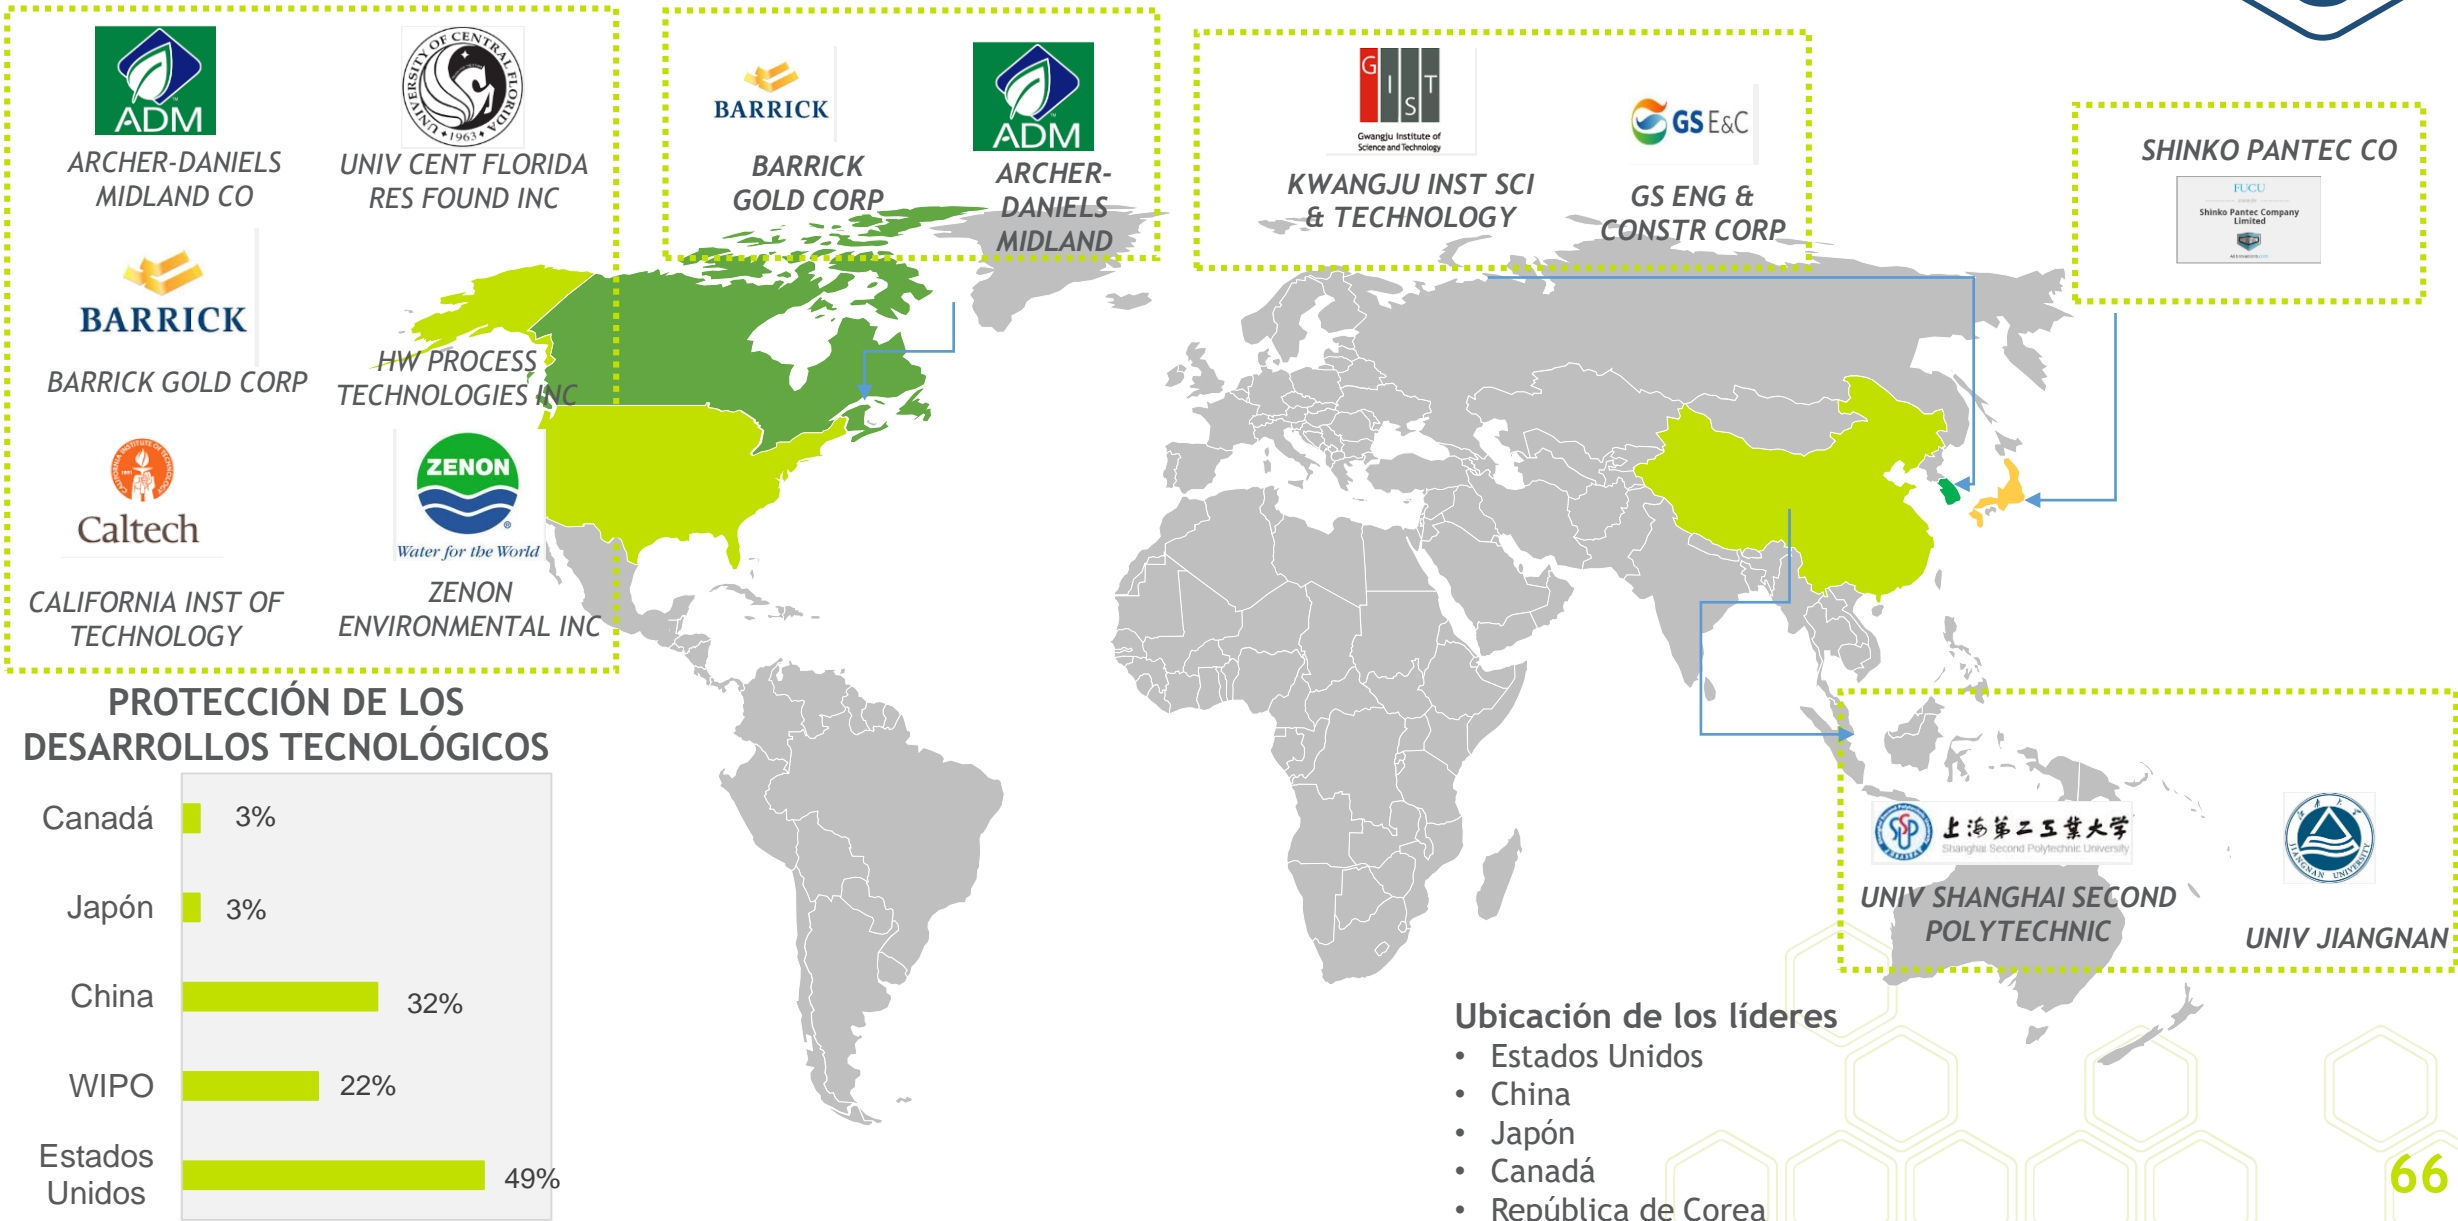 ADM
ARCHER-DANIELS
MIDLAND CO
UNIVERSITY OF CENTRAL FLORIDA
1963
UNIV CENT FLORIDA
RES FOUND INC
BARRICK
BARRICK GOLD CORP
HW PROCESS
TECHNOLOGIES INC
Caltech
CALIFORNIA INST OF
TECHNOLOGY
ZENON
Water for the World
ZENON
ENVIRONMENTAL INC
BARRICK
BARRICK
GOLD CORP
ADM
ARCHER-
DANIELS
MIDLAND
GIST
Gwangju Institute of
Science and Technology
KWANGJU INST SCI
& TECHNOLOGY
GS E&C
GS ENG &
CONSTR CORP
SHINKO PANTEC CO
FUCU
Shinko Pantec Company
Limited
PROTECCIÓN DE LOS
DESARROLLOS TECNOLÓGICOS
Canadá 3%
Japón 3%
China 32%
WIPO 22%
Estados
Unidos 49%
上海第二工業大学
Shanghai Second Polytechnic University
UNIV SHANGHAI SECOND
POLYTECHNIC
JIANGNAN UNIVERSITY
UNIV JIANGNAN
Ubicación de los líderes
• Estados Unidos
• China
• Japón
• Canadá
• República de Corea
66